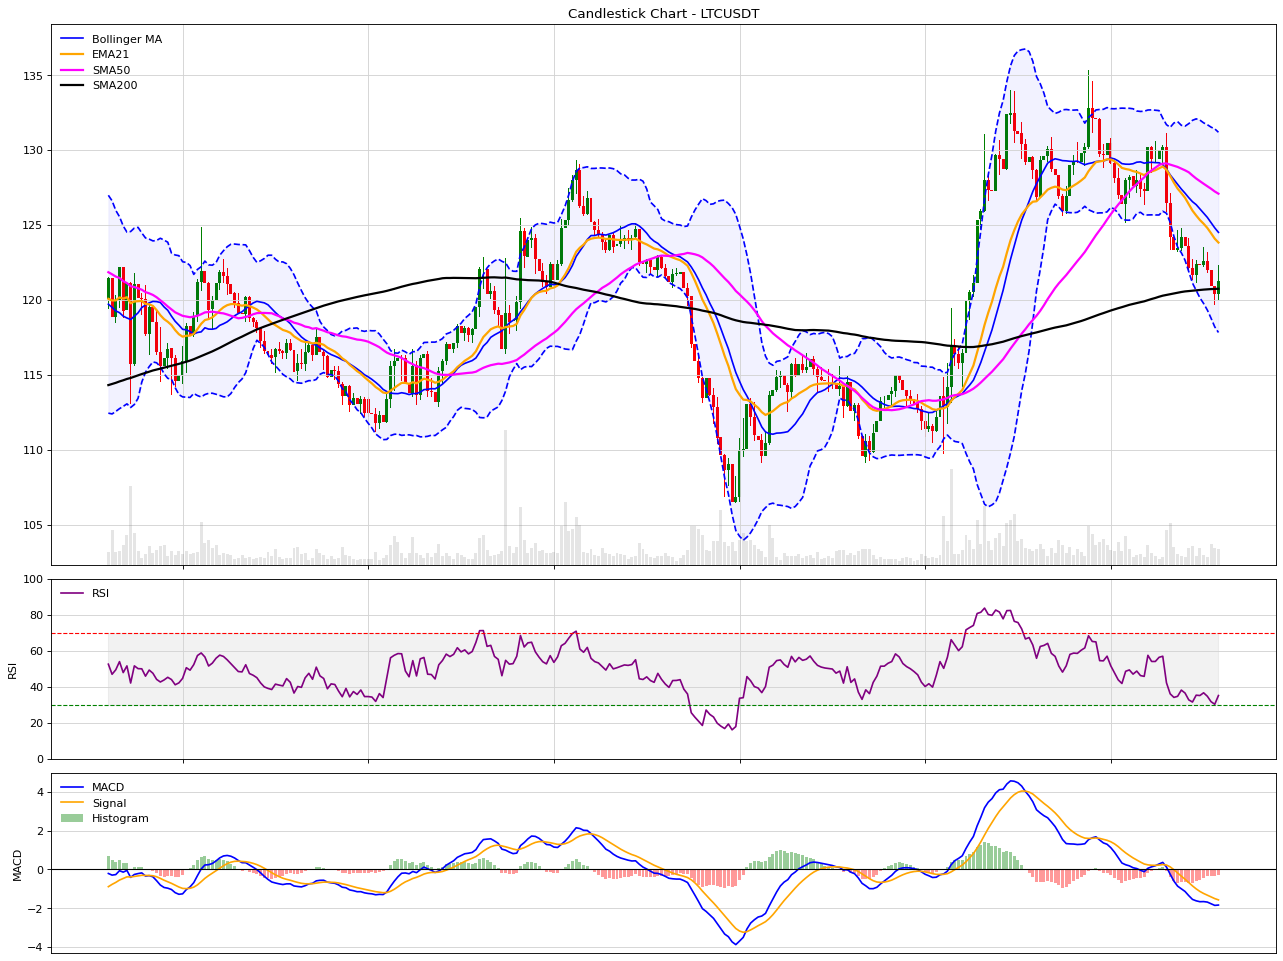 Candlestick Chart - LTCUSDT
Bollinger MA
EMA21
SMA50
SMA200
135
130
125
120
115
110
105
RSI
100
80
60
40
20
0
RSI
MACD
Signal
Histogram
4
2
0
−2
−4
MACD